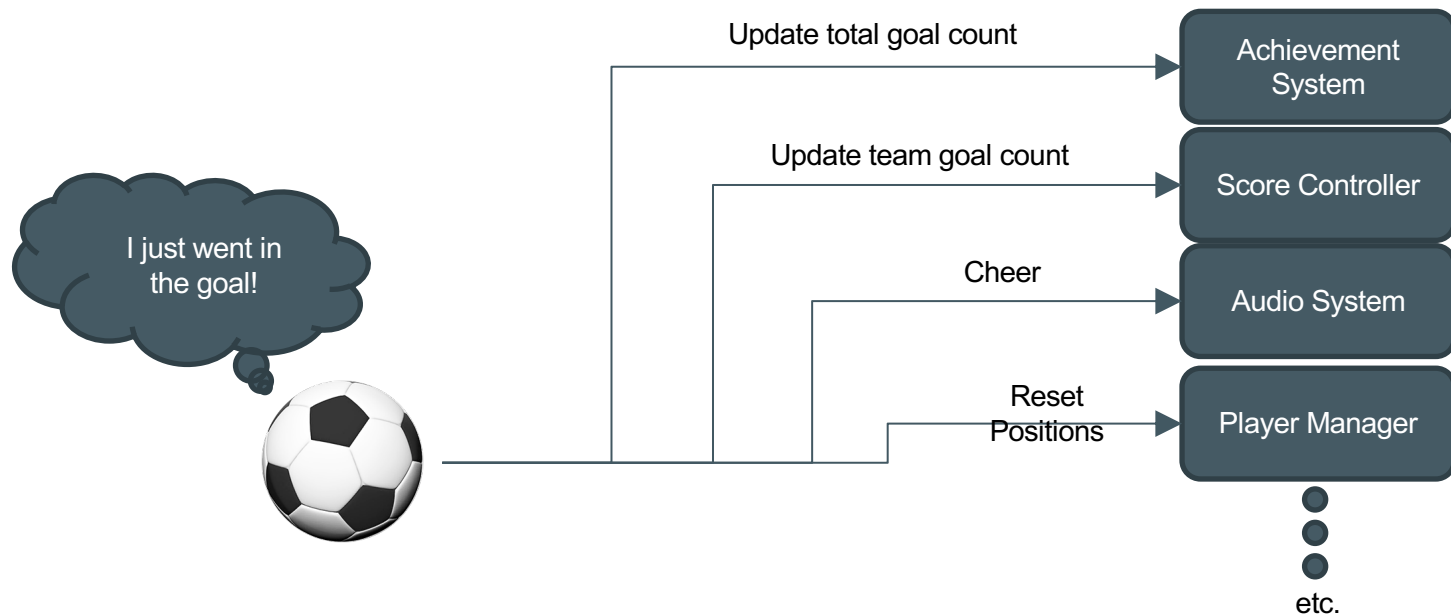 Update total goal count
Achievement
System
Update team goal count
Score Controller
I just went in
the goal!
Cheer
Audio System
Reset
Positions
Player Manager
etc.